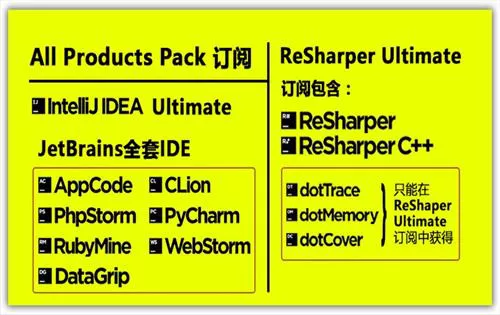 All Products Pack 订阅
IntelliJ IDEA Ultimate
JetBrains全套IDE
AppCode CLion
PhpStorm PyCharm
RubyMine WebStorm
DataGrip
ReSharper Ultimate
订阅包含：
ReSharper
ReSharper C++
dotTrace
dotMemory
dotCover
只能在
ReShaper
Ultimate
订阅中获得